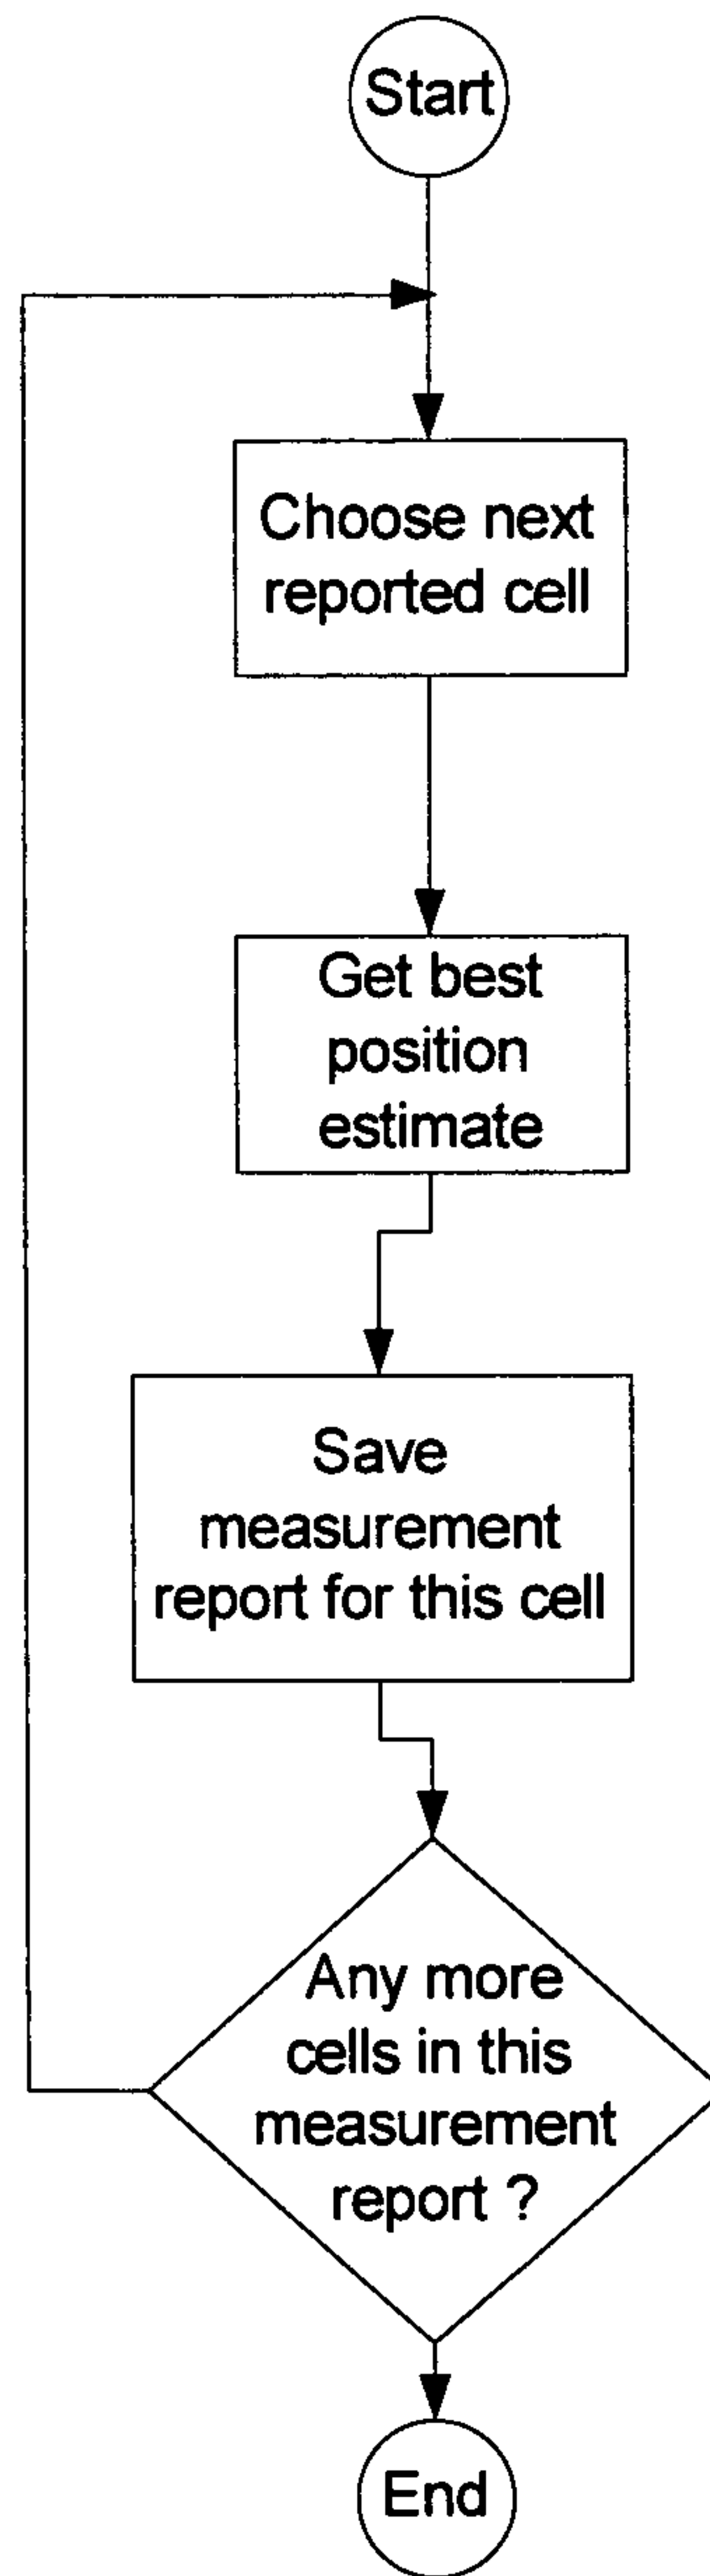 Start
Choose next
reported cell
Get best
position
estimate
Save
measurement
report for this cell
Any more
cells in this
measurement
report ?
End